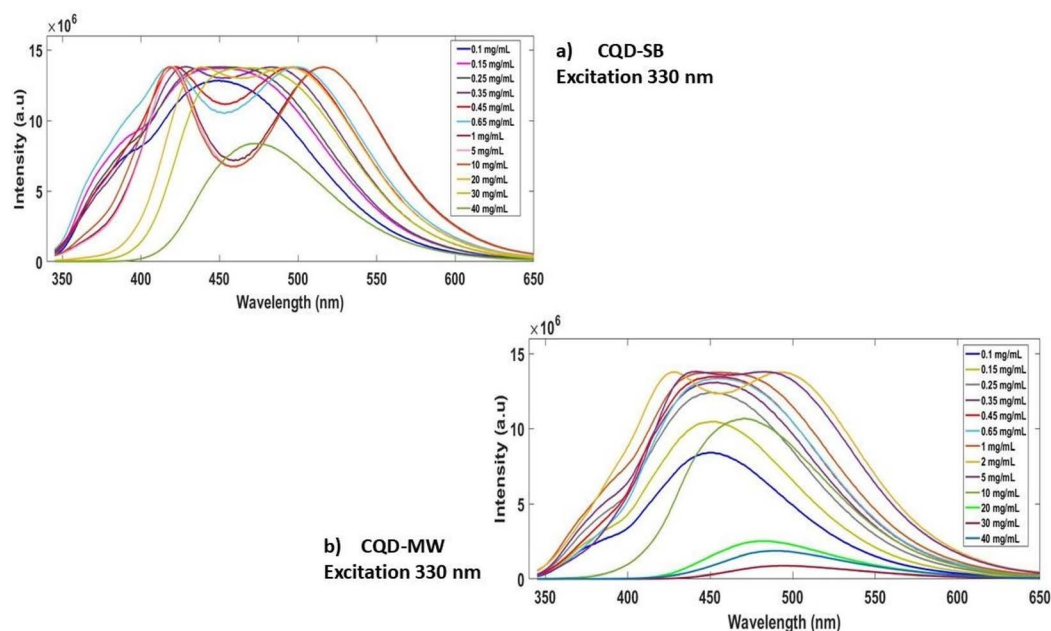 ×10⁶
15
10
5
0
Intensity (a.u)
350 400 450 500 550 600 650
Wavelength (nm)
0.1 mg/mL
0.15 mg/mL
0.25 mg/mL
0.35 mg/mL
0.45 mg/mL
0.65 mg/mL
1 mg/mL
5 mg/mL
10 mg/mL
20 mg/mL
30 mg/mL
40 mg/mL
a) CQD-SB
Excitation 330 nm
×10⁶
15
10
5
0
Intensity (a.u)
350 400 450 500 550 600 650
Wavelength (nm)
0.1 mg/mL
0.15 mg/mL
0.25 mg/mL
0.35 mg/mL
0.45 mg/mL
0.65 mg/mL
1 mg/mL
2 mg/mL
5 mg/mL
10 mg/mL
20 mg/mL
30 mg/mL
40 mg/mL
b) CQD-MW
Excitation 330 nm